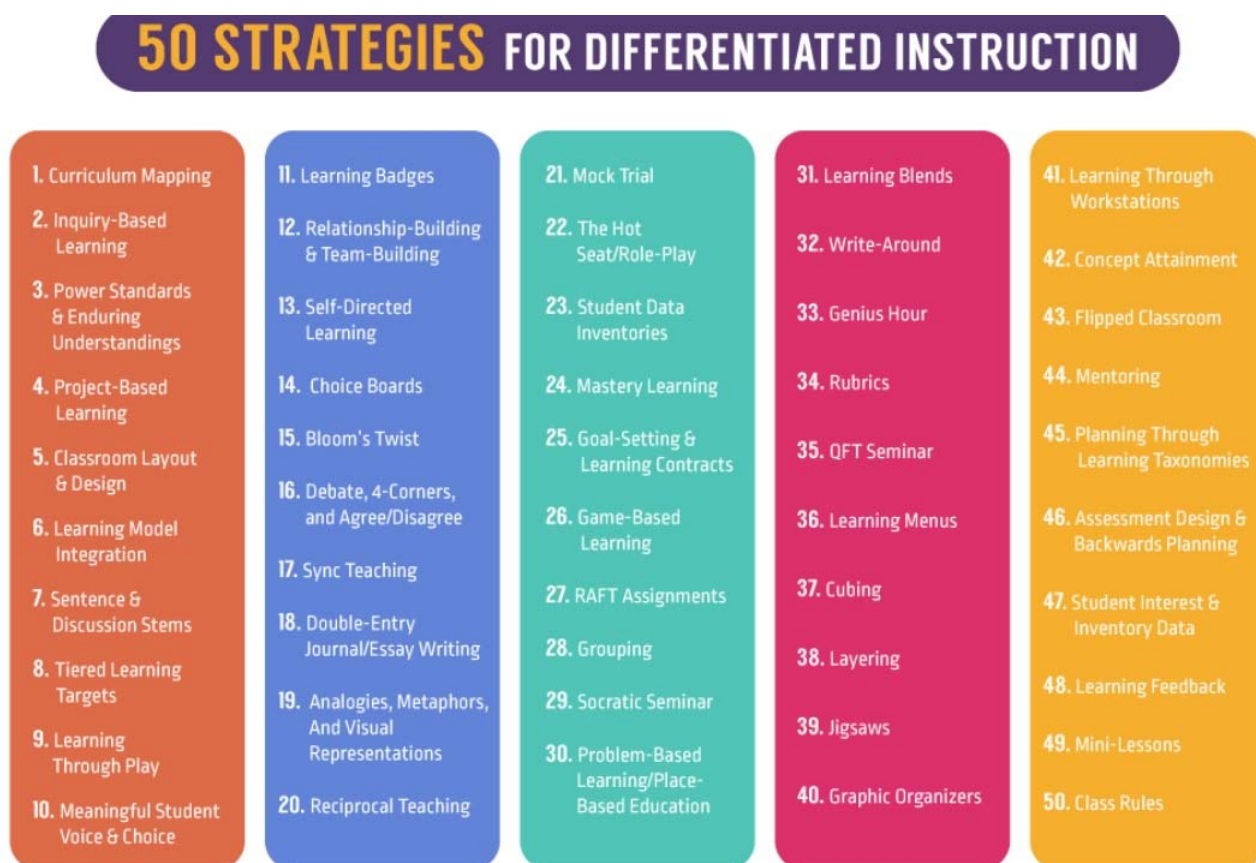 50 STRATEGIES FOR DIFFERENTIATED INSTRUCTION
1. Curriculum Mapping
2. Inquiry-Based
Learning
3. Power Standards
& Enduring
Understandings
4. Project-Based
Learning
5. Classroom Layout
& Design
6. Learning Model
Integration
7. Sentence &
Discussion Stems
8. Tiered Learning
Targets
9. Learning
Through Play
10. Meaningful Student
Voice & Choice
11. Learning Badges
12. Relationship-Building
& Team-Building
13. Self-Directed
Learning
14. Choice Boards
15. Bloom's Twist
16. Debate, 4-Corners,
and Agree/Disagree
17. Sync Teaching
18. Double-Entry
Journal/Essay Writing
19. Analogies, Metaphors,
And Visual
Representations
20. Reciprocal Teaching
21. Mock Trial
22. The Hot
Seat/Role-Play
23. Student Data
Inventories
24. Mastery Learning
25. Goal-Setting &
Learning Contracts
26. Game-Based
Learning
27. RAFT Assignments
28. Grouping
29. Socratic Seminar
30. Problem-Based
Learning/Place-
Based Education
31. Learning Blends
32. Write-Around
33. Genius Hour
34. Rubrics
35. QFT Seminar
36. Learning Menus
37. Cubing
38. Layering
39. Jigsaws
40. Graphic Organizers
41. Learning Through
Workstations
42. Concept Attainment
43. Flipped Classroom
44. Mentoring
45. Planning Through
Learning Taxonomies
46. Assessment Design &
Backwards Planning
47. Student Interest &
Inventory Data
48. Learning Feedback
49. Mini-Lessons
50. Class Rules